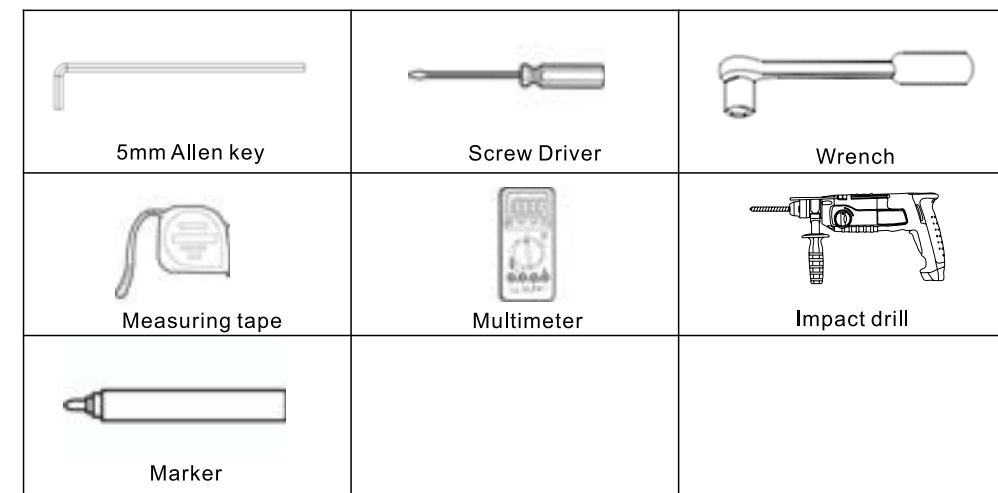 5mm Allen key
Screw Driver
Wrench
Measuring tape
Multimeter
Impact drill
Marker